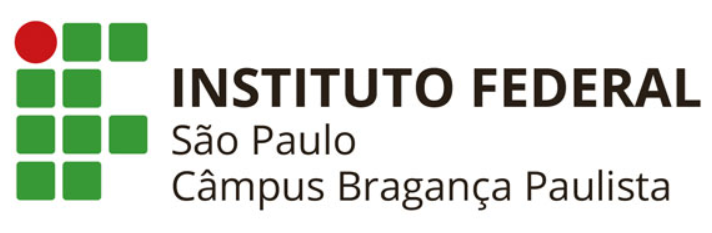 INSTITUTO FEDERAL
São Paulo
Câmpus Bragança Paulista